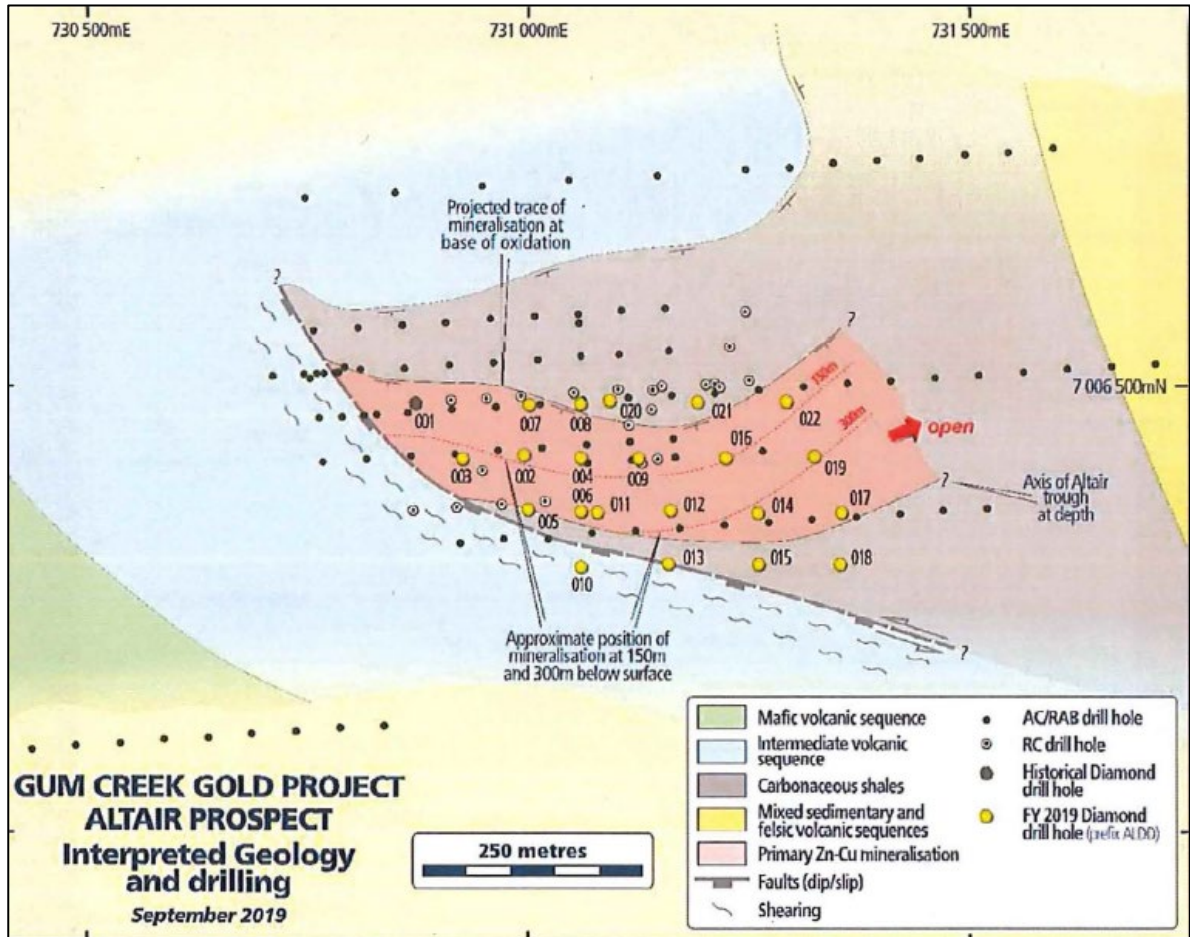 730 500mE
731 000mE
731 500mE
Projected trace of
mineralisation at
base of oxidation
?
?
150m
7 006 500mN
300m
open
001
007
008
020
021
022
016
003
002
004
009
019
?
Axis of Altair
trough
at depth
006
005
011
012
014
017
013
015
018
010
?
Approximate position of
mineralisation at 150m
and 300m below surface
GUM CREEK GOLD PROJECT
ALTAIR PROSPECT
Interpreted Geology
and drilling
September 2019
250 metres
Mafic volcanic sequence
Intermediate volcanic
sequence
Carbonaceous shales
Mixed sedimentary and
felsic volcanic sequences
Primary Zn-Cu mineralisation
Faults (dip/slip)
Shearing
AC/RAB drill hole
RC drill hole
Historical Diamond
drill hole
FY 2019 Diamond
drill hole (prefix ALDD)